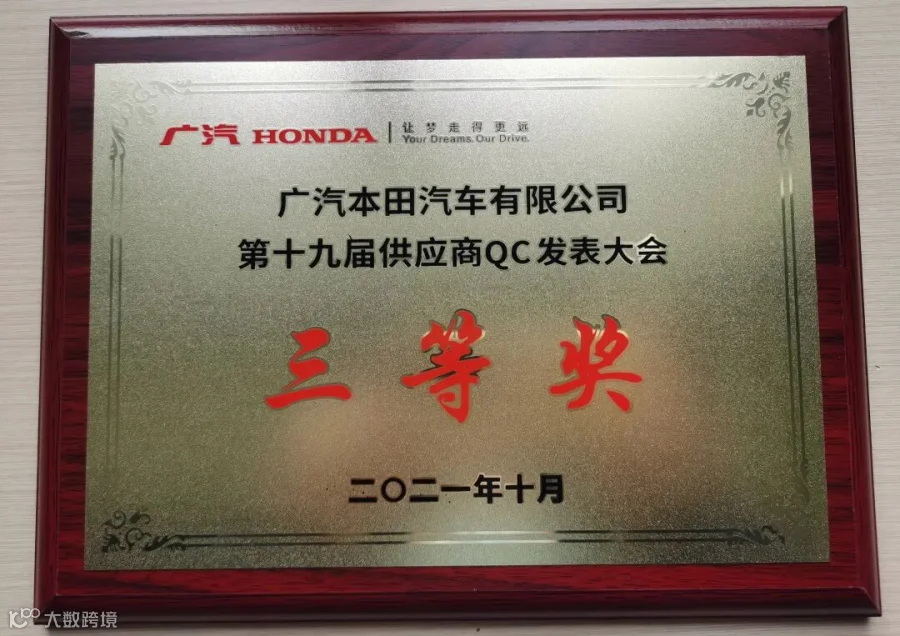 广汽 HONDA | 让梦走得更远
Your Dreams. Our Drive.
广汽本田汽车有限公司
第十九届供应商QC发表大会
三等奖
二〇二一年十月
大数跨境